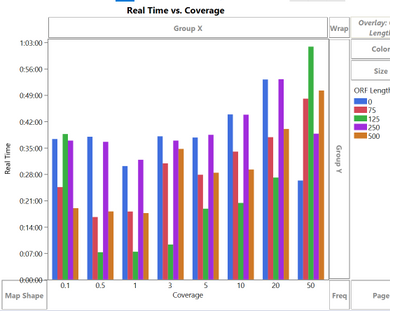 Real Time vs. Coverage
Group X
Wrap
Overlay:
Length
Color
Size
ORF Length
0
75
125
250
500
Real Time
1:03:00
0:56:00
0:49:00
0:42:00
0:35:00
0:28:00
0:21:00
0:14:00
0:07:00
0:00:00
Group Y
0.1 0.5 1 3 5 10 20 50
Map Shape
Coverage
Freq
Page